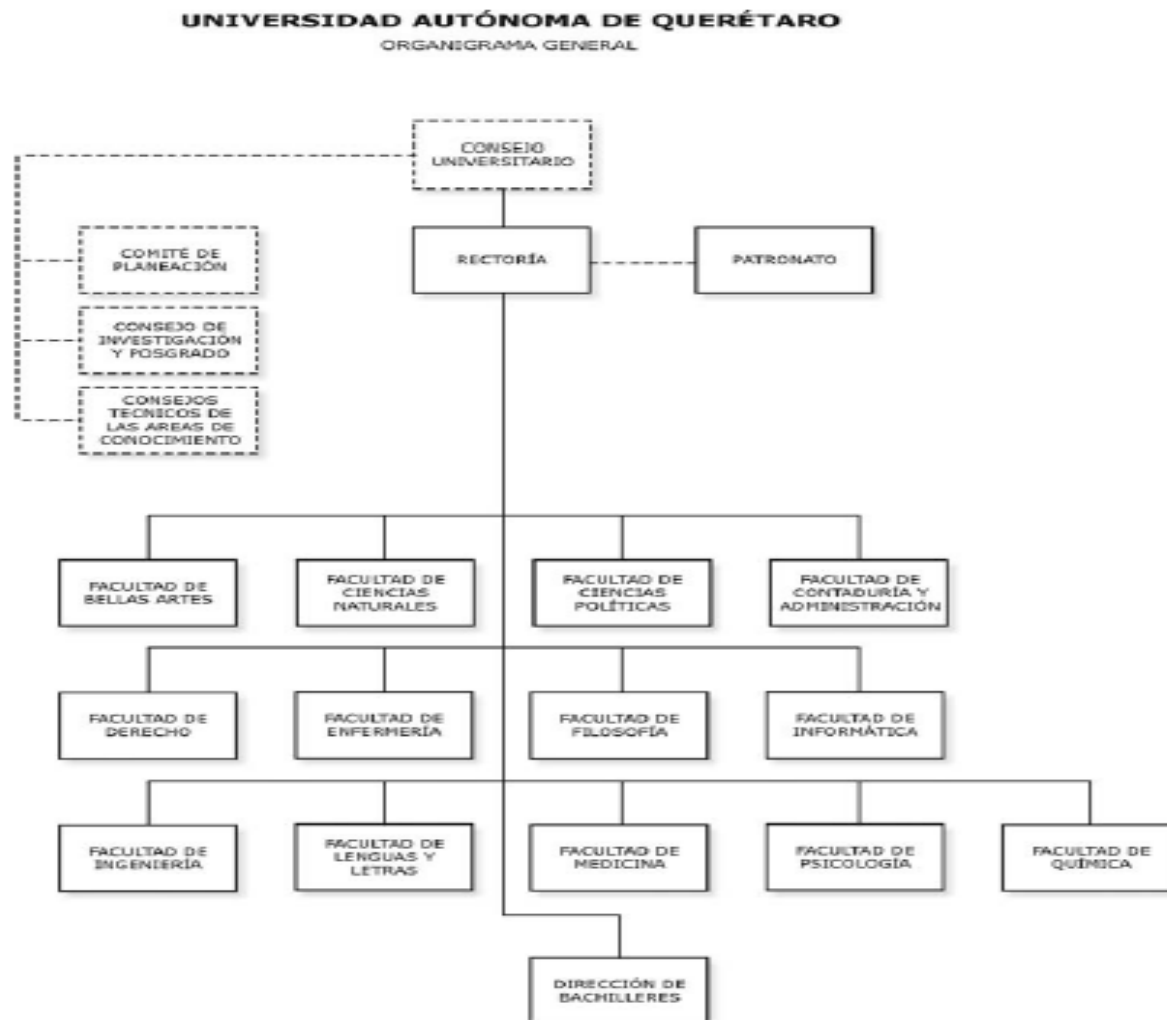 UNIVERSIDAD AUTÓNOMA DE QUERÉTARO
ORGANIGRAMA GENERAL
CONSEJO
UNIVERSITARIO
RECTORÍA
PATRONATO
COMITÉ DE
PLANEACIÓN
CONSEJO DE
INVESTIGACIÓN
Y POSGRADO
CONSEJOS
TECNICOS DE
LAS AREAS DE
CONOCIMIENTO
FACULTAD DE
BELLAS ARTES
FACULTAD DE
CIENCIAS
NATURALES
FACULTAD DE
CIENCIAS
POLÍTICAS
FACULTAD DE
CONTADURÍA Y
ADMINISTRACIÓN
FACULTAD DE
DERECHO
FACULTAD DE
ENFERMERÍA
FACULTAD DE
FILOSOFÍA
FACULTAD DE
INFORMÁTICA
FACULTAD DE
INGENIERÍA
FACULTAD DE
LENGUAS Y
LETRAS
FACULTAD DE
MEDICINA
FACULTAD DE
PSICOLOGÍA
FACULTAD DE
QUÍMICA
DIRECCIÓN DE
BACHILLERES